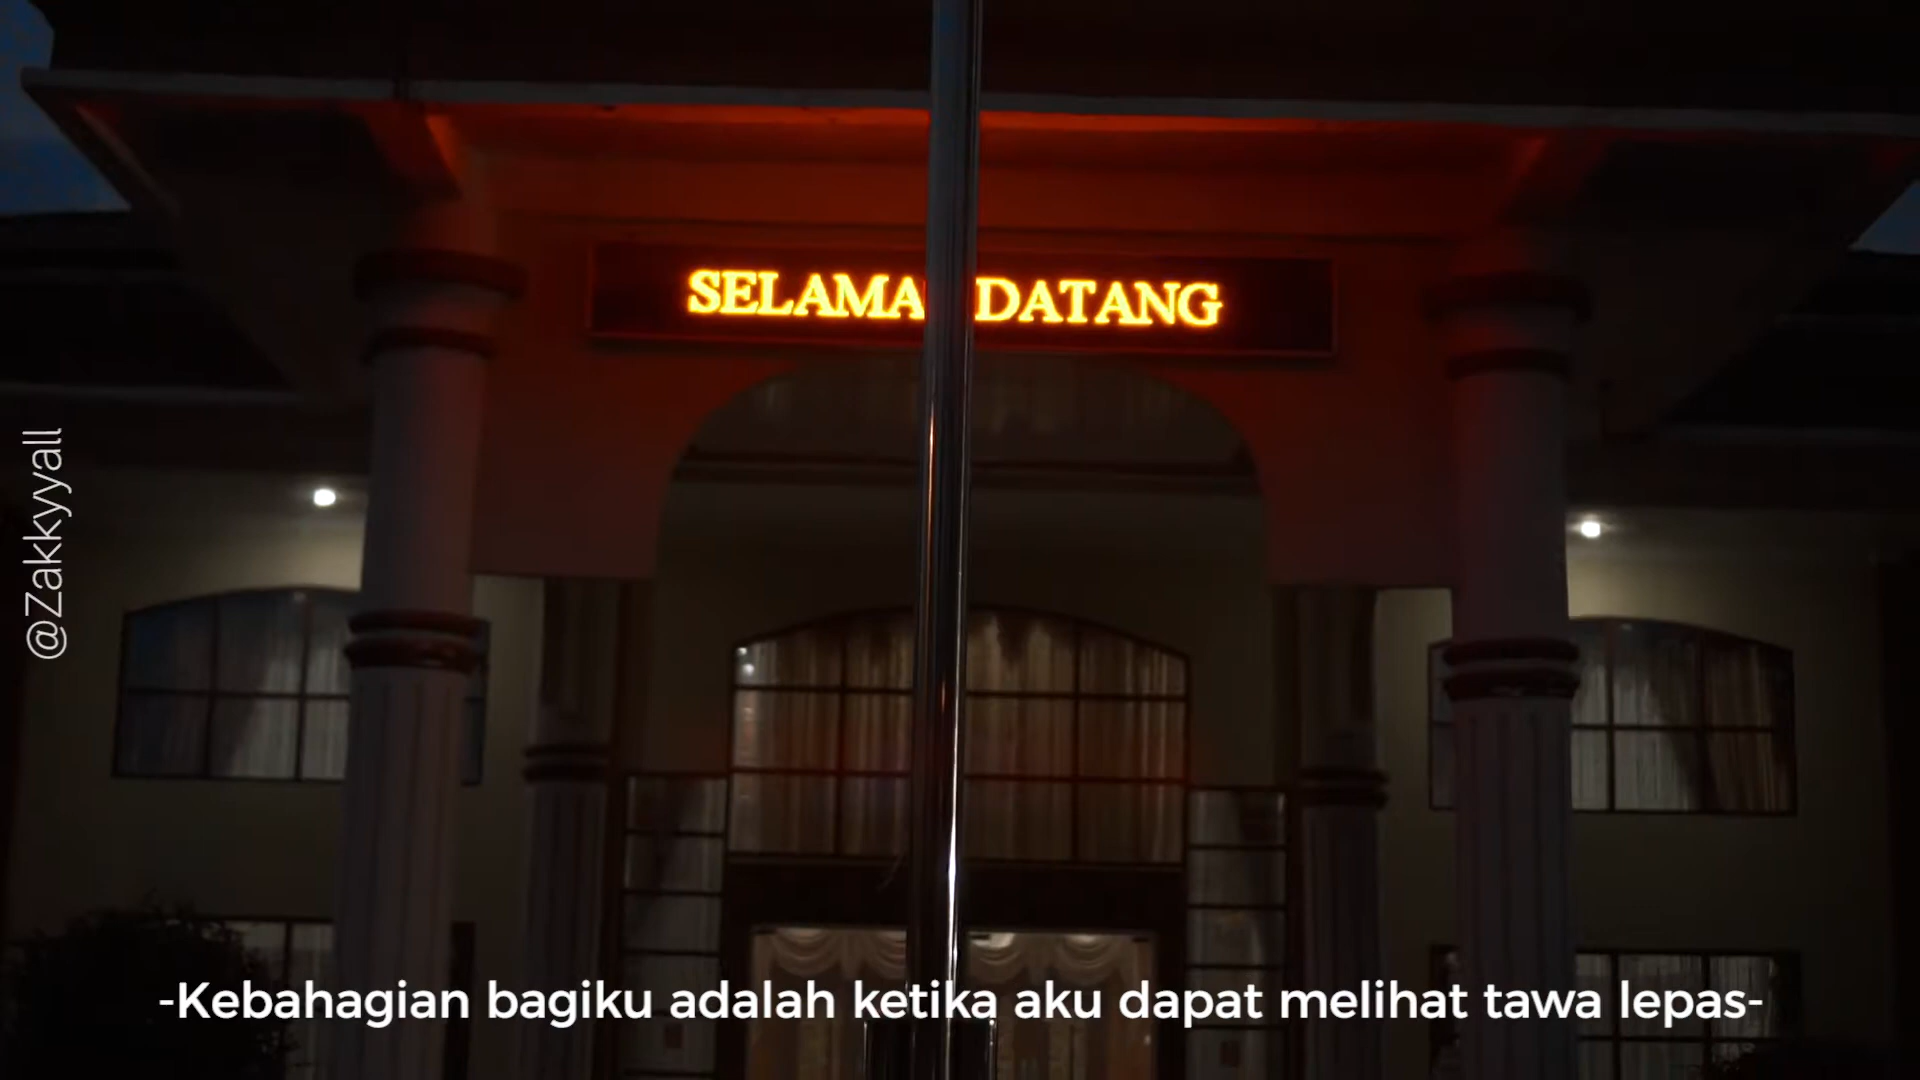 SELAMA DATANG
@Zakkyyall
-Kebahagian bagiku adalah ketika aku dapat melihat tawa lepas-